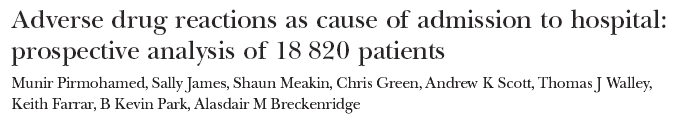 Adverse drug reactions as cause of admission to hospital:
prospective analysis of 18 820 patients
Munir Pirmohamed, Sally James, Shaun Meakin, Chris Green, Andrew K Scott, Thomas J Walley,
Keith Farrar, B Kevin Park, Alasdair M Breckenridge